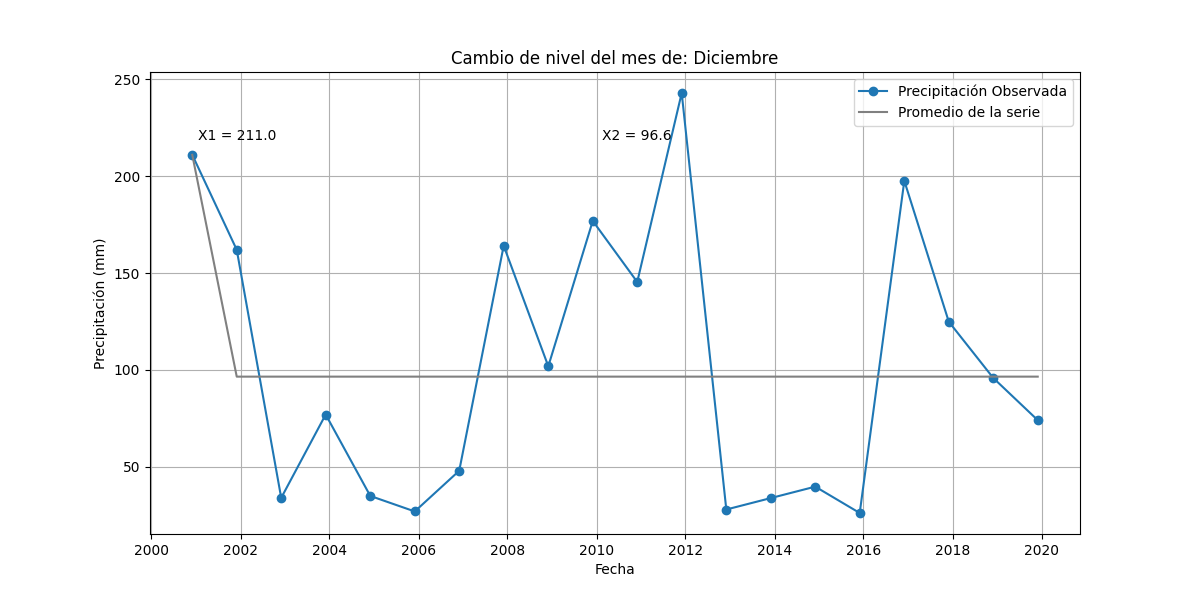 Cambio de nivel del mes de: Diciembre
Precipitación Observada
Promedio de la serie
X1 = 211.0
X2 = 96.6
250
200
150
100
50
Precipitación (mm)
2000 2002 2004 2006 2008 2010 2012 2014 2016 2018 2020
Fecha